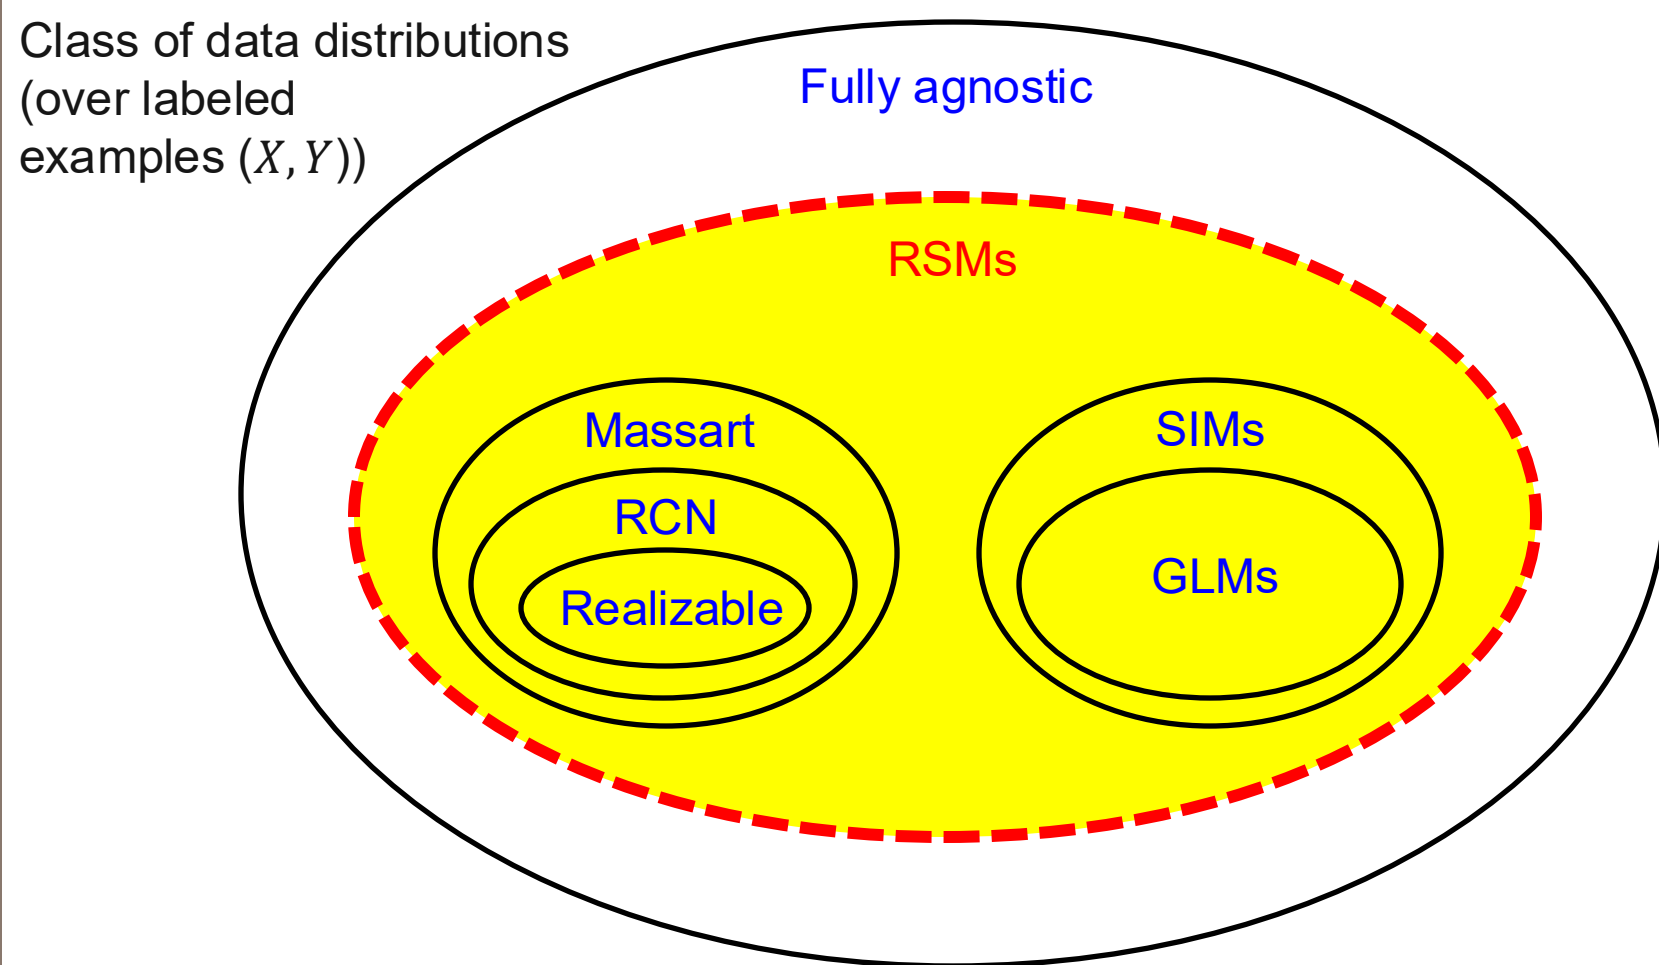 Class of data distributions
(over labeled
examples (X, Y))
Fully agnostic
RSMs
Massart
SIMs
RCN
GLMs
Realizable